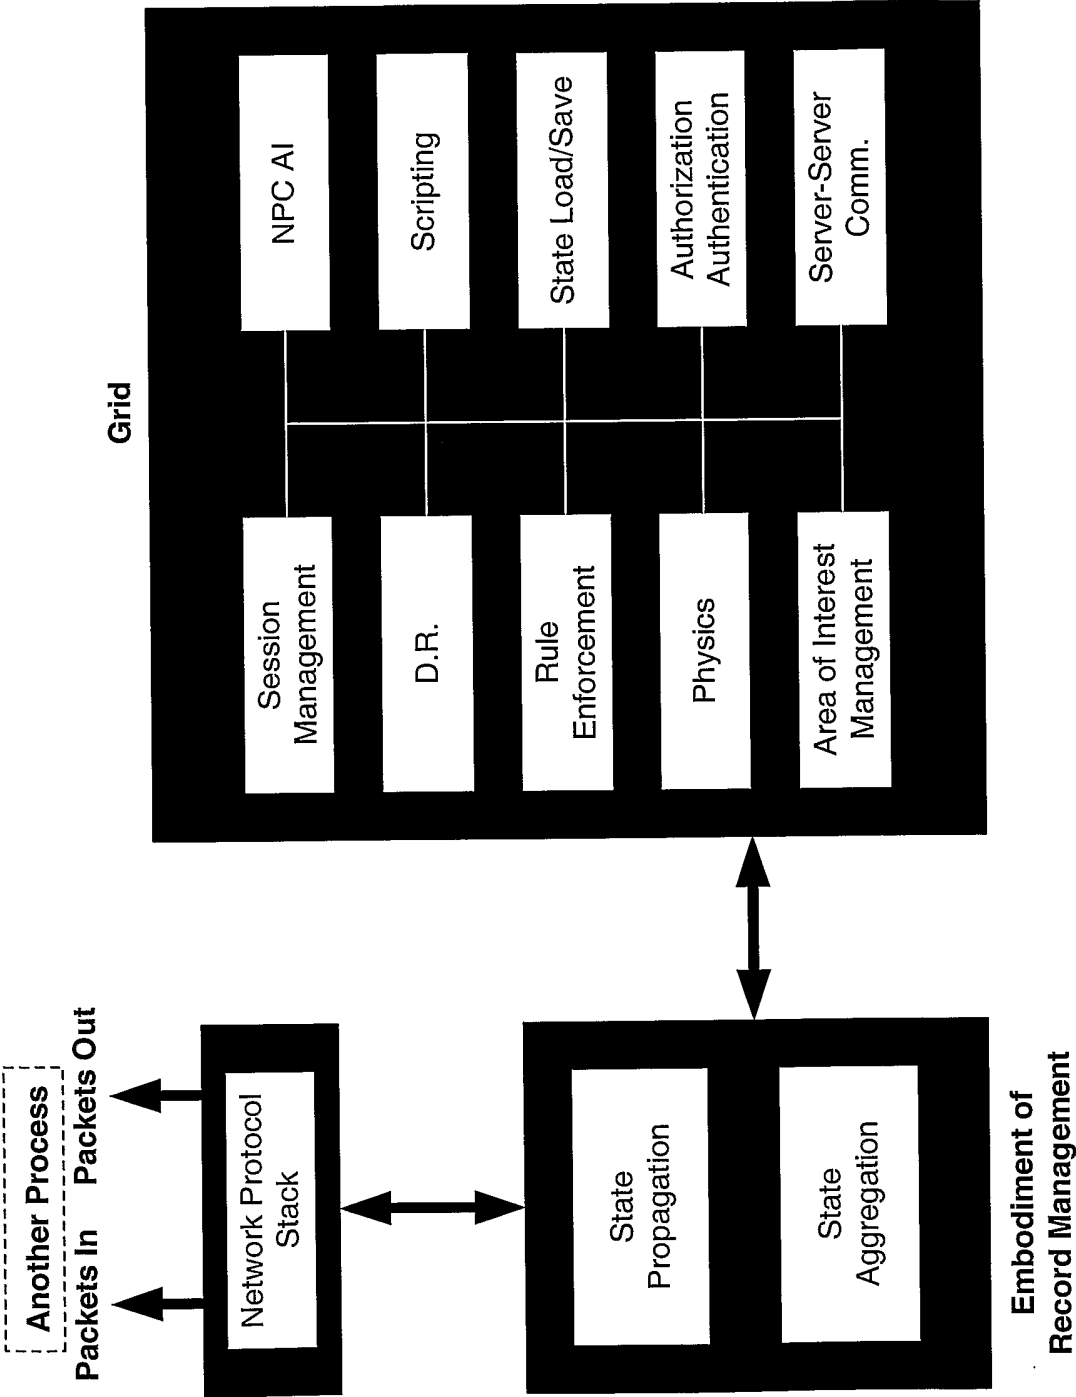 Another Process
Packets In
Packets Out
Network Protocol
Stack
State
Propagation
State
Aggregation
Embodiment of
Record Management
Grid
Session
Management
NPC AI
D.R.
Scripting
Rule
Enforcement
State Load/Save
Physics
Authorization
Authentication
Area of Interest
Management
Server-Server
Comm.